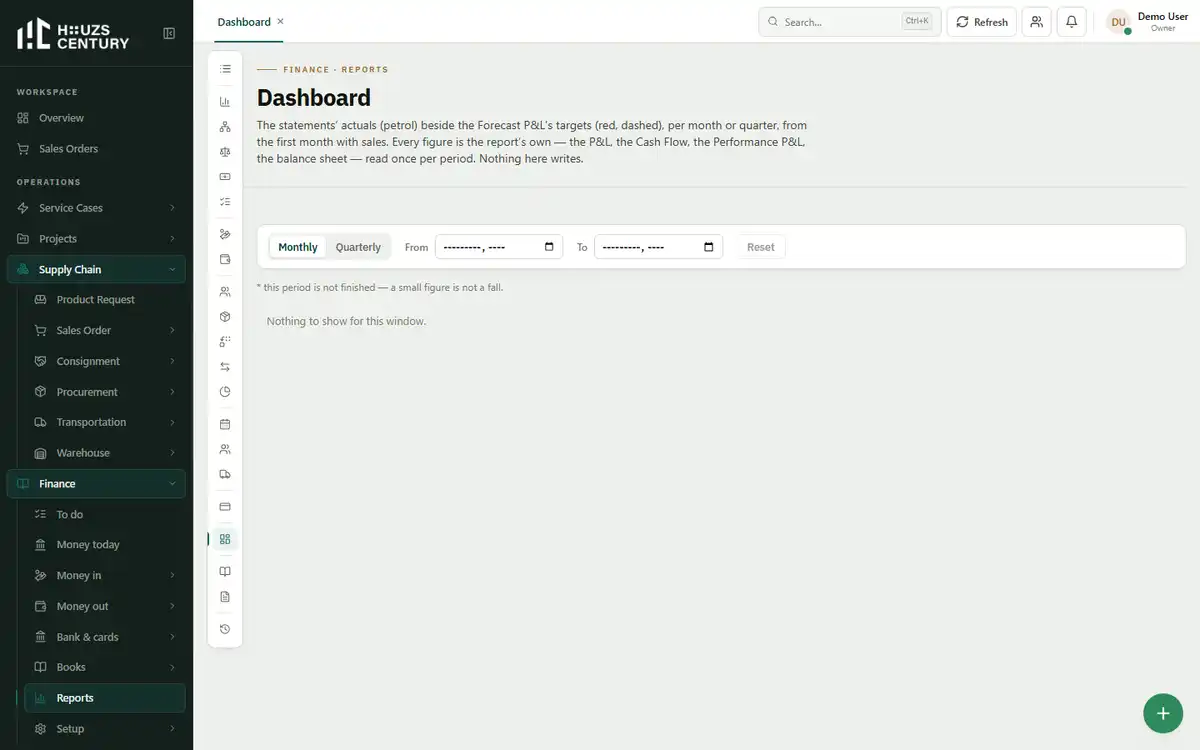 HOUZS
CENTURY
WORKSPACE
Overview
Sales Orders
OPERATIONS
Service Cases
Projects
Supply Chain
Product Request
Sales Order
Consignment
Procurement
Transportation
Warehouse
Finance
To do
Money today
Money in
Money out
Bank & cards
Books
Reports
Setup
Dashboard ×
Search... Ctrl+K
Refresh
DU
Demo User
Owner
FINANCE · REPORTS
Dashboard
The statements' actuals (petrol) beside the Forecast P&L's targets (red, dashed), per month or quarter, from
the first month with sales. Every figure is the report's own — the P&L, the Cash Flow, the Performance P&L,
the balance sheet — read once per period. Nothing here writes.
Monthly Quarterly From ---------, ---- To ---------, ---- Reset
* this period is not finished — a small figure is not a fall.
Nothing to show for this window.